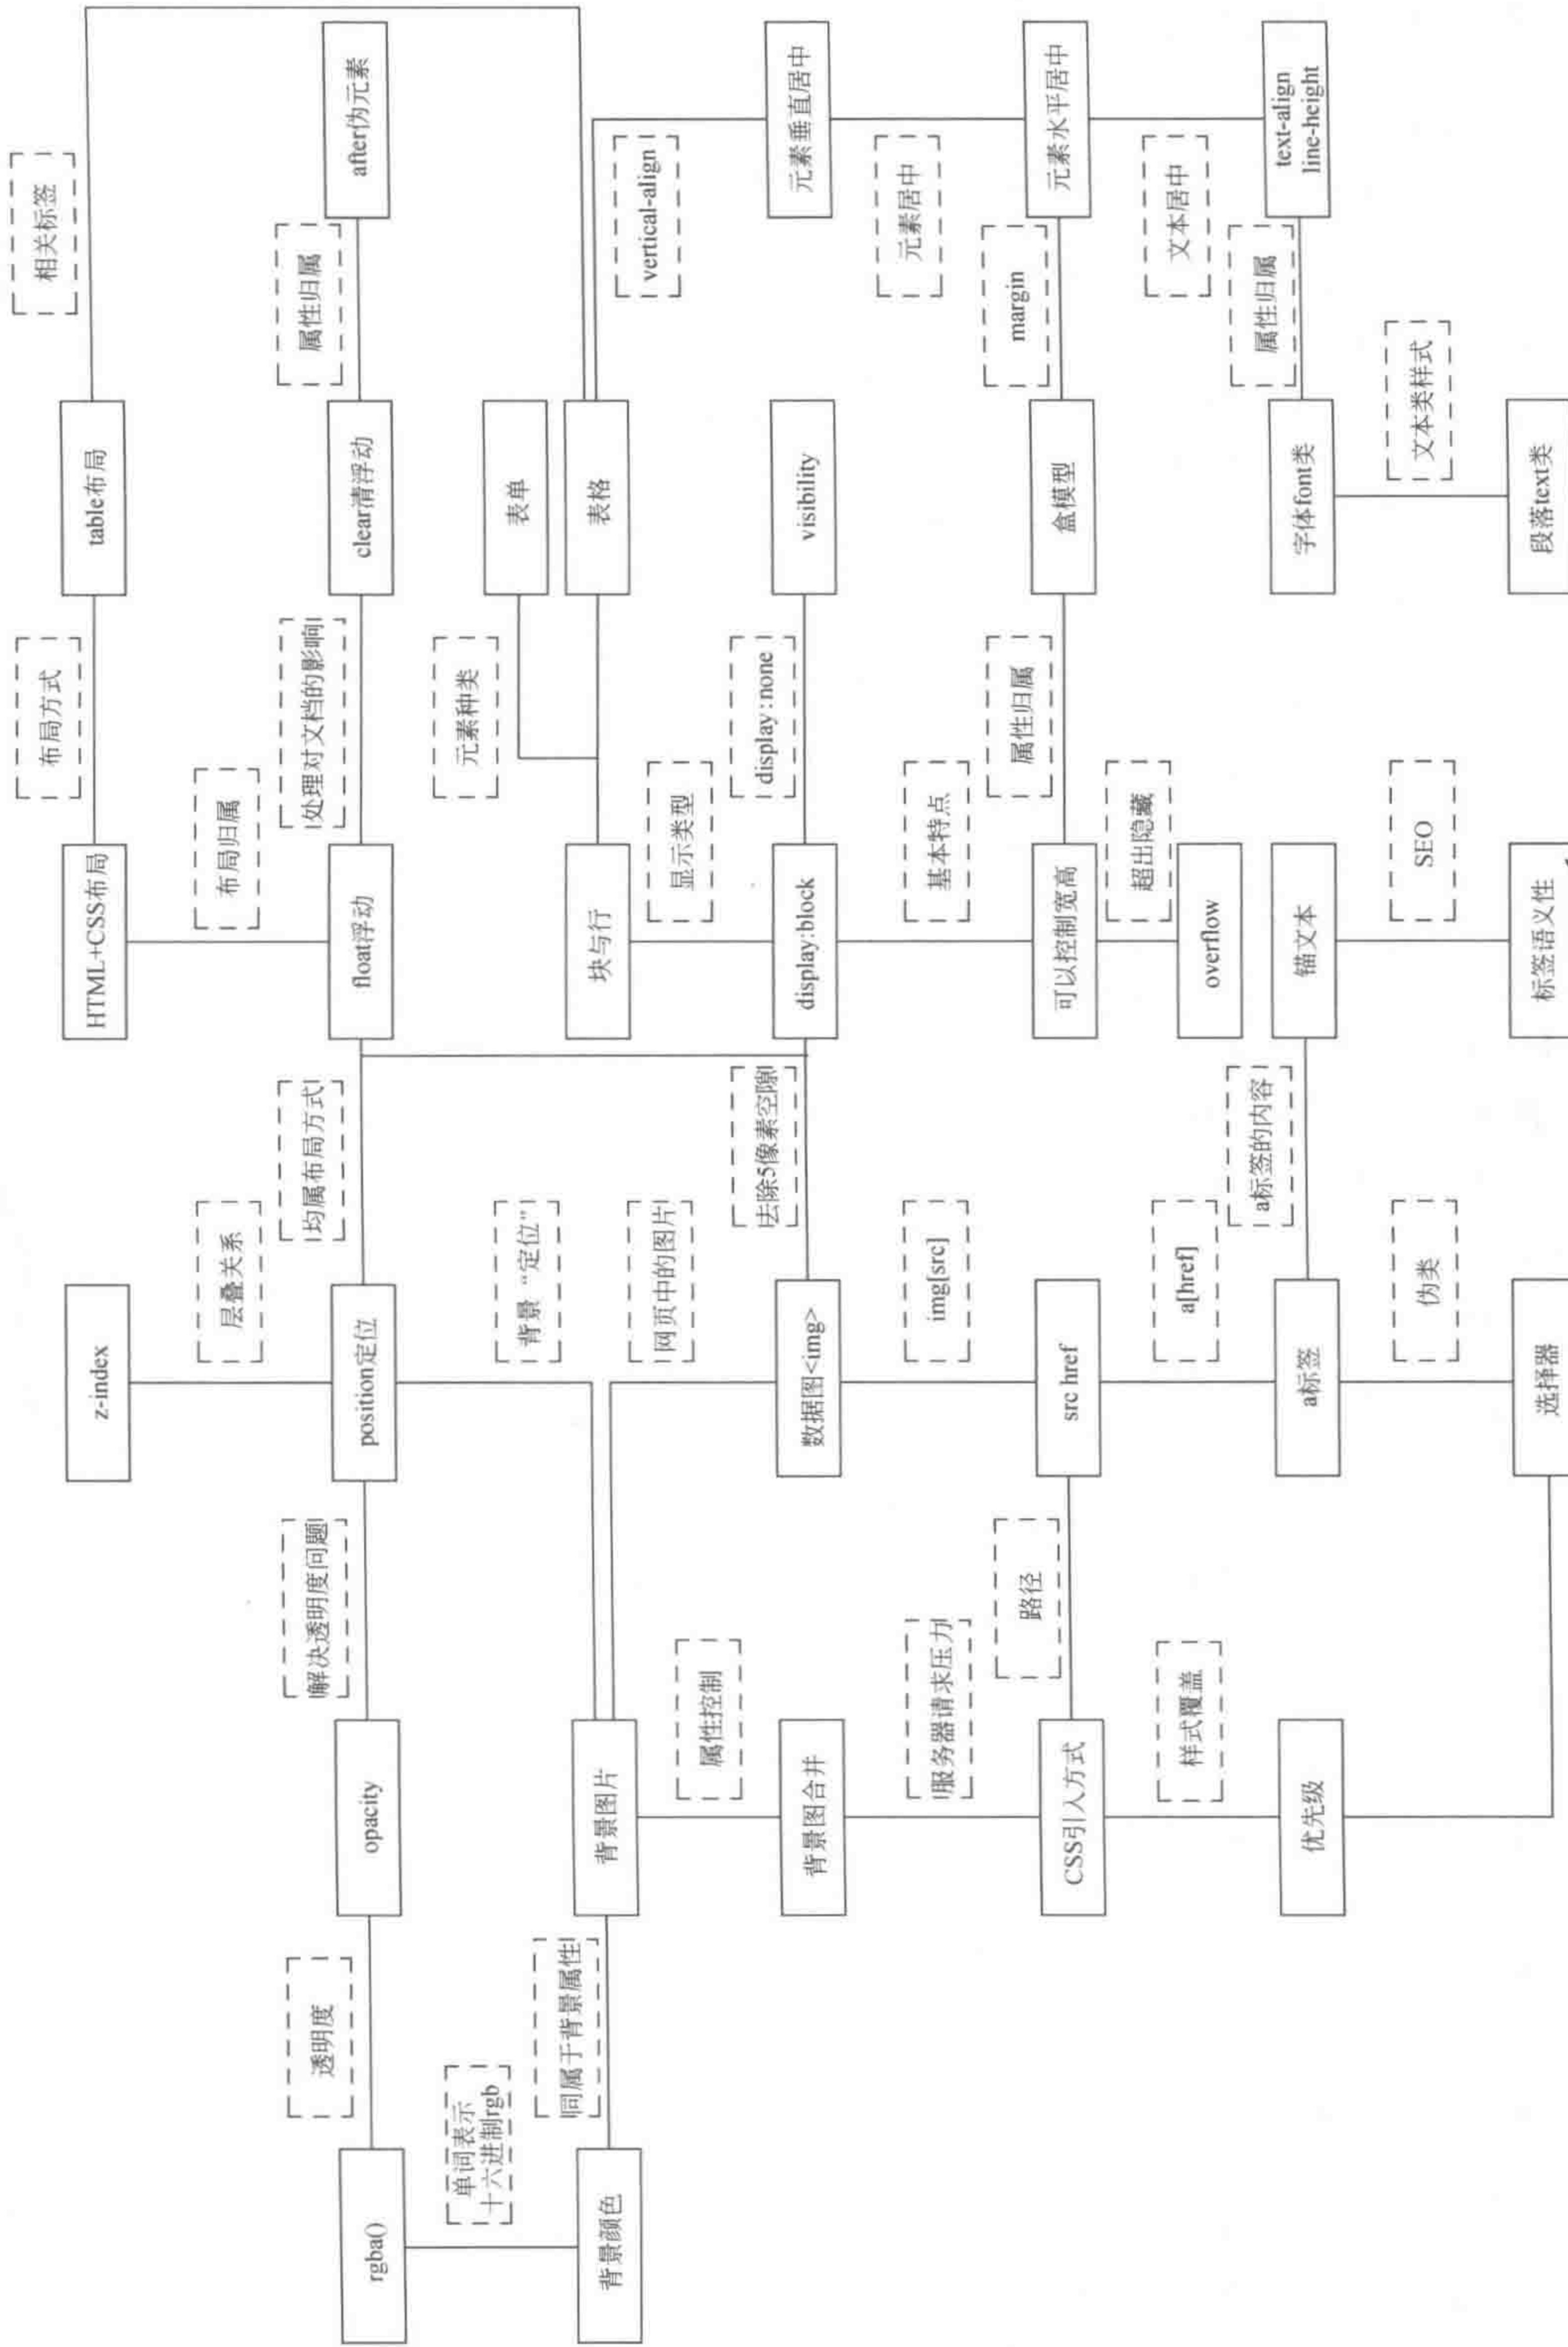 z-index
层叠关系
HTML+CSS布局
布局方式
table布局
相关标签
布局归属
rgba()
透明度
opacity
解决透明度问题
position定位
均属布局方式
float浮动
处理对文档的影响
clear清浮动
属性归属
after伪元素
单词表示
十六进制rgb
背景“定位”
元素种类
表单
背景颜色
同属于背景属性
背景图片
网页中的图片
块与行
表格
vertical-align
属性控制
显示类型
背景图合并
数据图<img>
去除5像素空隙
display:block
display:none
visibility
元素垂直居中
服务器请求压力
img[src]
基本特点
元素居中
CSS引入方式
路径
src href
可以控制宽高
属性归属
盒模型
margin
元素水平居中
样式覆盖
a[href]
超出隐藏
文本居中
overflow
优先级
a标签
a标签的内容
锚文本
字体font类
属性归属
text-align
line-height
伪类
SEO
文本类样式
选择器
标签语义性
段落text类